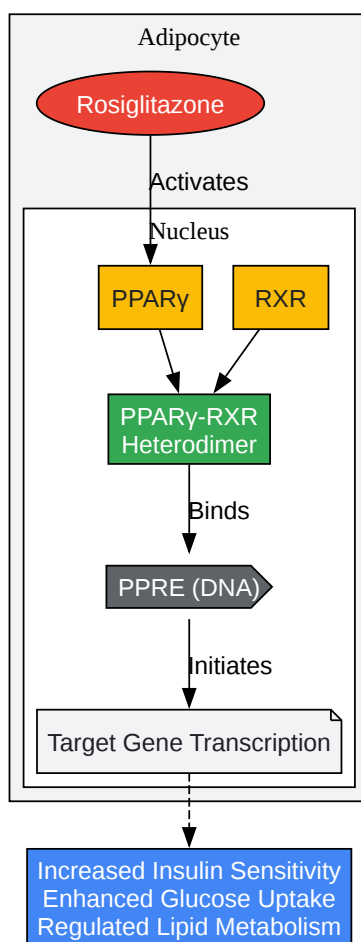 Adipocyte
Rosiglitazone
Activates
Nucleus
PPARγ
RXR
PPARγ-RXR
Heterodimer
Binds
PPRE (DNA)
Initiates
Target Gene Transcription
Increased Insulin Sensitivity
Enhanced Glucose Uptake
Regulated Lipid Metabolism